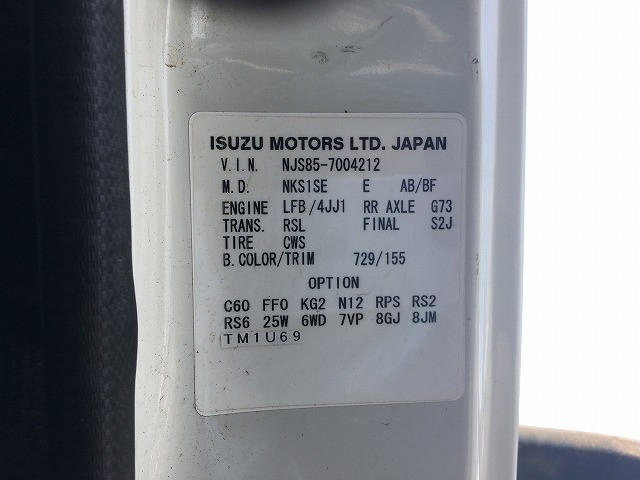 ISUZU MOTORS LTD. JAPAN
V.I.N. NJS85-7004212
M.D. NKS1SE E AB/BF
ENGINE LFB/4JJ1 RR AXLE G73
TRANS. RSL FINAL S2J
TIRE CWS
B.COLOR/TRIM 729/155
OPTION
C60 FF0 KG2 N12 RPS RS2
RS6 25W 6WD 7VP 8GJ 8JM
TM1U69